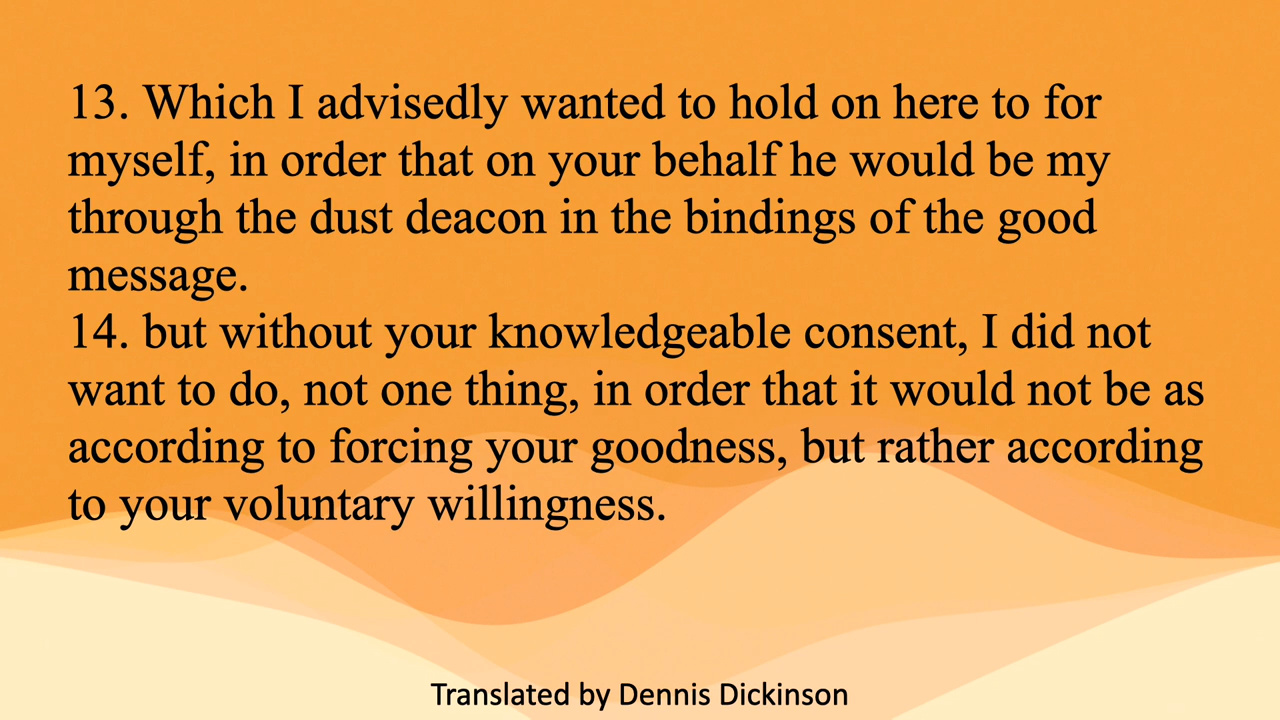 13. Which I advisedly wanted to hold on here to for
myself, in order that on your behalf he would be my
through the dust deacon in the bindings of the good
message.
14. but without your knowledgeable consent, I did not
want to do, not one thing, in order that it would not be as
according to forcing your goodness, but rather according
to your voluntary willingness.
Translated by Dennis Dickinson